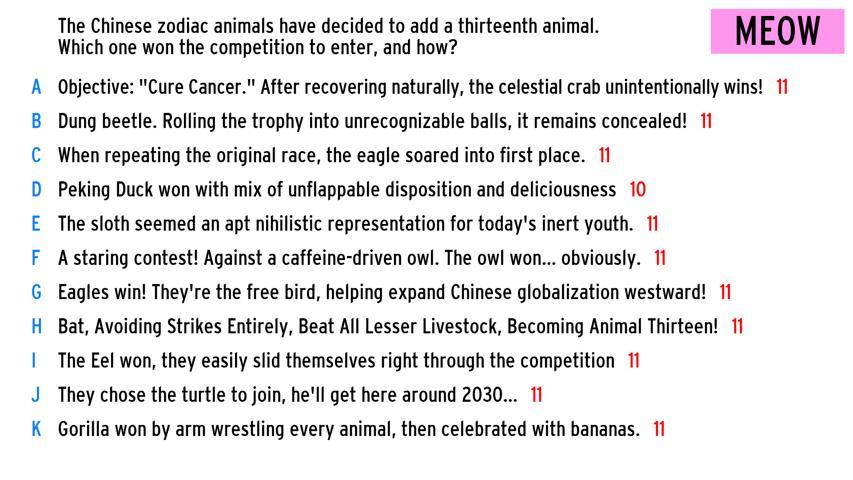 The Chinese zodiac animals have decided to add a thirteenth animal.
Which one won the competition to enter, and how?
MEOW
A Objective: "Cure Cancer." After recovering naturally, the celestial crab unintentionally wins! 11
B Dung beetle. Rolling the trophy into unrecognizable balls, it remains concealed! 11
C When repeating the original race, the eagle soared into first place. 11
D Peking Duck won with mix of unflappable disposition and deliciousness 10
E The sloth seemed an apt nihilistic representation for today's inert youth. 11
F A staring contest! Against a caffeine-driven owl. The owl won... obviously. 11
G Eagles win! They're the free bird, helping expand Chinese globalization westward! 11
H Bat, Avoiding Strikes Entirely, Beat All Lesser Livestock, Becoming Animal Thirteen! 11
I The Eel won, they easily slid themselves right through the competition 11
J They chose the turtle to join, he'll get here around 2030... 11
K Gorilla won by arm wrestling every animal, then celebrated with bananas. 11